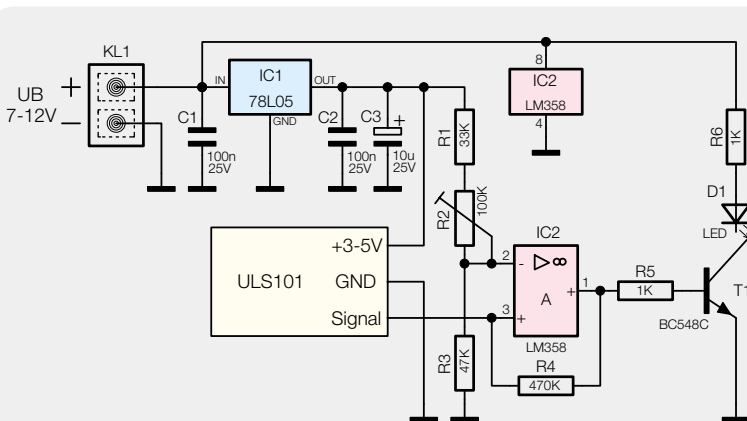 KL1
UB
7-12V
+
—
IN
IC1
78L05
OUT
GND
C1
100n
25V
C2
100n
25V
C3
+
10u
25V
R1
33K
R2
100K
8
IC2
LM358
4
R6
1K
D1
LED
ULS101
+3-5V
GND
Signal
IC2
2
-
▷∞
A
+
1
3
+
LM358
R3
47K
R4
470K
R5
1K
T1
BC548C